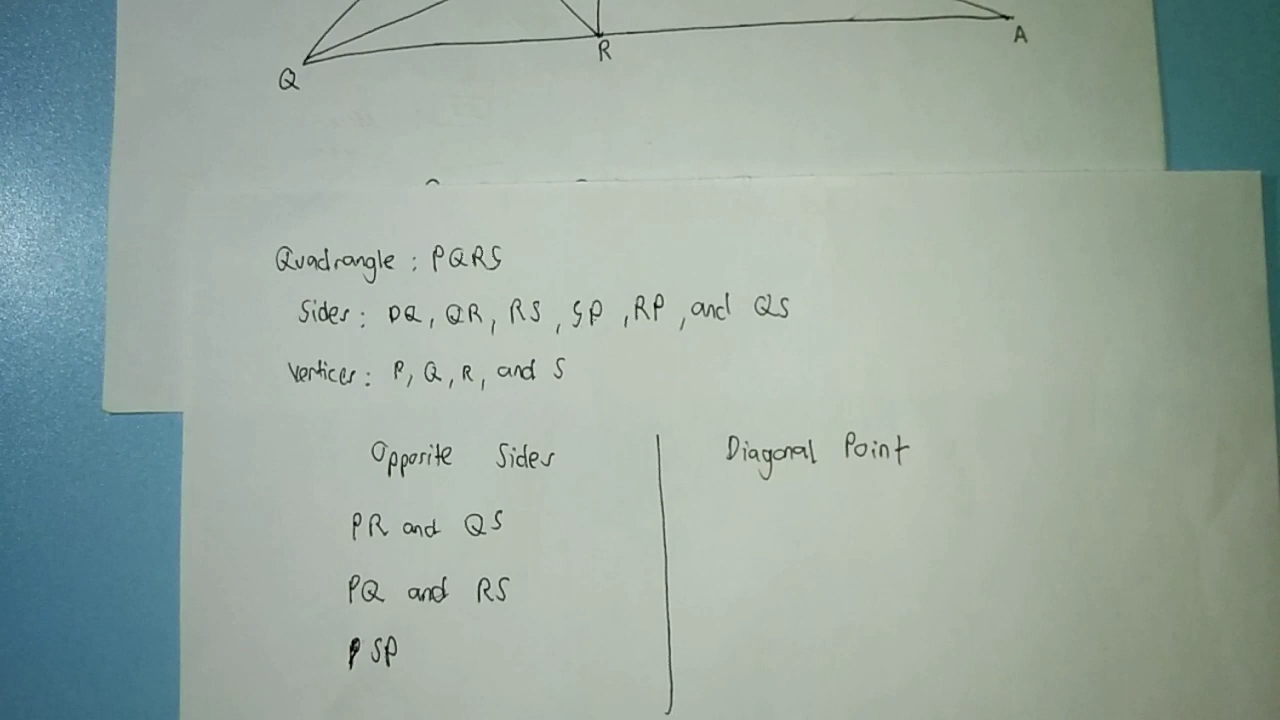 Q
R
A
Quadrangle : PQRS
Sides : PQ, QR, RS, SP, RP, and QS
Vertices : P, Q, R, and S
Opposite Sides
Diagonal Point
PR and QS
PQ and RS
SP